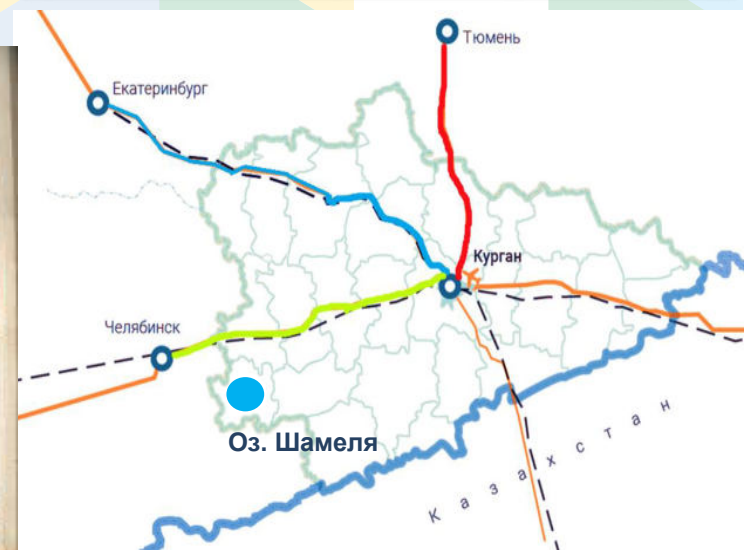 Тюмень
Екатеринбург
Курган
Челябинск
Оз. Шамеля
Казахстан